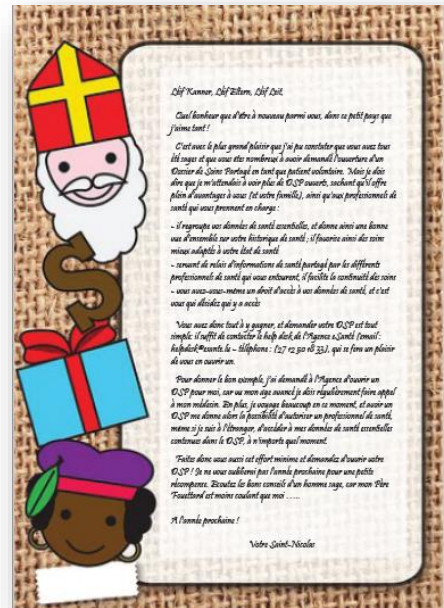 Léif Kanner, Léif Eltern, Léif Leit,
Quel bonheur que d'être à nouveau parmi vous, dans ce petit pays que
j'aime tant !
C'est avec le plus grand plaisir que j'ai pu constater que vous avez tous
été sages et que vous êtes nombreux à avoir demandé l'ouverture d'un
Dossier de Soins Partagé en tant que patient volontaire. Mais je dois
dire que je m'attendais à voir plus de DSP ouverts, sachant qu'il offre
plein d'avantages à vous (et votre famille), ainsi qu'aux professionnels de
santé qui vous prennent en charge :
- il regroupe vos données de santé essentielles, et donne ainsi une bonne
vue d'ensemble sur votre historique de santé ; il favorise ainsi des soins
mieux adaptés à votre état de santé
- servant de relais d'informations de santé partagé par les différents
professionnels de santé qui vous entourent, il facilite la continuité des soins
- vous avez vous-même un droit d'accès à vos données de santé, et c'est
vous qui décidez qui y a accès
Vous avez donc tout à y gagner, et demander votre DSP est tout
simple: il suffit de contacter le help desk de l'Agence eSanté (email:
helpdesk@esante.lu – téléphone: (27 12 50 18 33), qui se fera un plaisir
de vous en ouvrir un.
Pour donner le bon exemple, j'ai demandé à l'Agence d'ouvrir un
DSP pour moi, car vu mon age avancé je dois régulièrement faire appel
à mon médecin. En plus, je voyage beaucoup en ce moment, et avoir un
DSP me donne alors la possibilité d'autoriser un professionnel de santé,
même si je suis à l'étranger, d'accéder à mes données de santé essentielles
contenues dans le DSP, à n'importe quel moment.
Faites donc vous aussi cet effort minime et demandez d'ouvrir votre
DSP ! Je ne vous oublierai pas l'année prochaine pour une petite
récompense. Ecoutez les bons conseils d'un homme sage, car mon Père
Fouettard est moins coulant que moi .....
A l'année prochaine !
Votre Saint-Nicolas